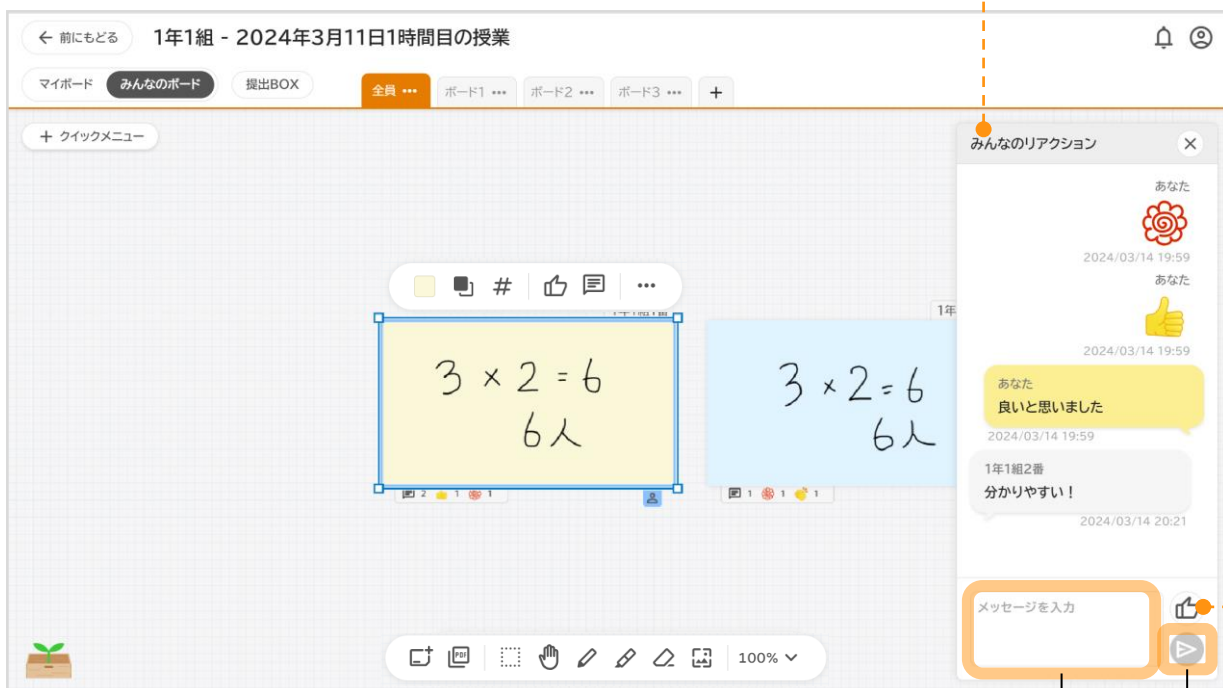 前にもどる
1年1組 - 2024年3月11日1時間目の授業
マイボード
みんなのボード
提出BOX
全員
ボード1
ボード2
ボード3
+ クイックメニュー
みんなのリアクション
あなた
2024/03/14 19:59
あなた
2024/03/14 19:59
あなた
良いと思いました
2024/03/14 19:59
1年1組2番
分かりやすい！
2024/03/14 20:21
メッセージを入力
#
1年
3 × 2 = 6
6人
3 × 2 = 6
6人
2 1 1
1 1 1
PDF
100%